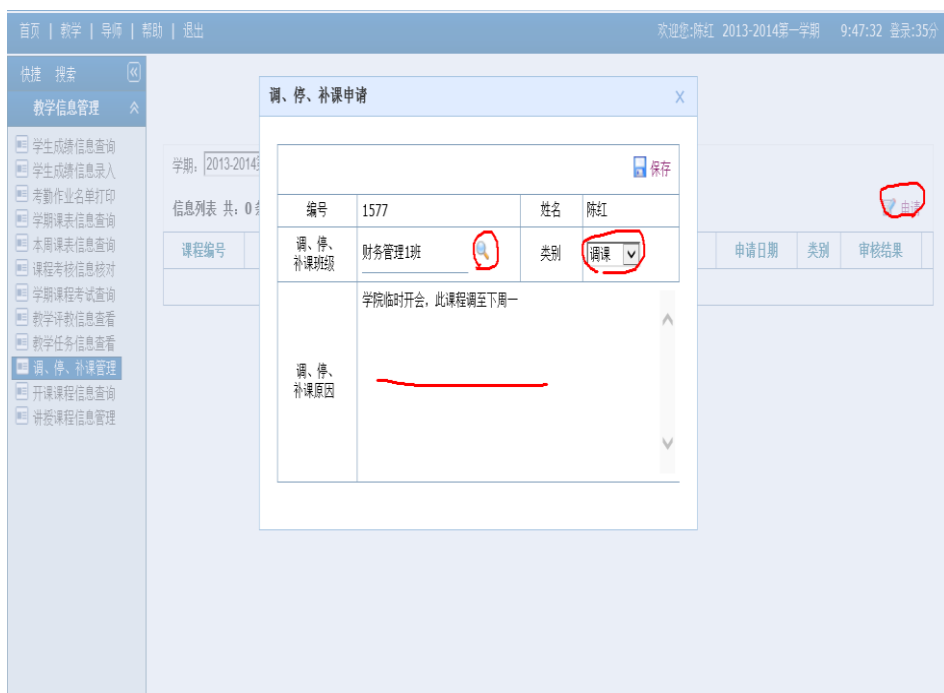 首页 | 教学 | 导师 | 帮助 | 退出
欢迎您:陈红 2013-2014第一学期 9:47:32 登录:35分
快捷 搜索
教学信息管理
学生成绩信息查询
学生成绩信息录入
考勤作业名单打印
学期课表信息查询
本周课表信息查询
课程考核信息核对
学期课程考试查询
教学评教信息查看
教学任务信息查看
调、停、补课管理
开课课程信息查询
讲授课程信息管理
学期: 2013-2014
信息列表 共: 0
申请
课程编号
申请日期 类别 审核结果
调、停、补课申请 X
保存
编号 1577 姓名 陈红
调、停、
补课班级
财务管理1班
类别 调课
调、停、
补课原因
学院临时开会，此课程调至下周一